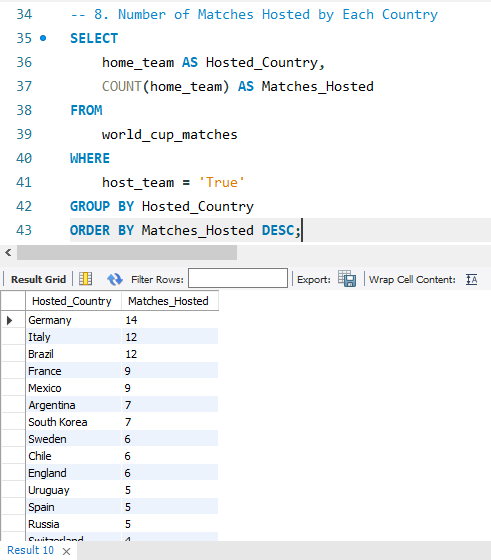 34 -- 8. Number of Matches Hosted by Each Country
35 SELECT
36 home_team AS Hosted_Country,
37 COUNT(home_team) AS Matches_Hosted
38 FROM
39 world_cup_matches
40 WHERE
41 host_team = 'True'
42 GROUP BY Hosted_Country
43 ORDER BY Matches_Hosted DESC;
Result Grid Filter Rows: Export: Wrap Cell Content: IA
Hosted_Country Matches_Hosted
Germany 14
Italy 12
Brazil 12
France 9
Mexico 9
Argentina 7
South Korea 7
Sweden 6
Chile 6
England 6
Uruguay 5
Spain 5
Russia 5
Switzerland 4
Result 10 ×